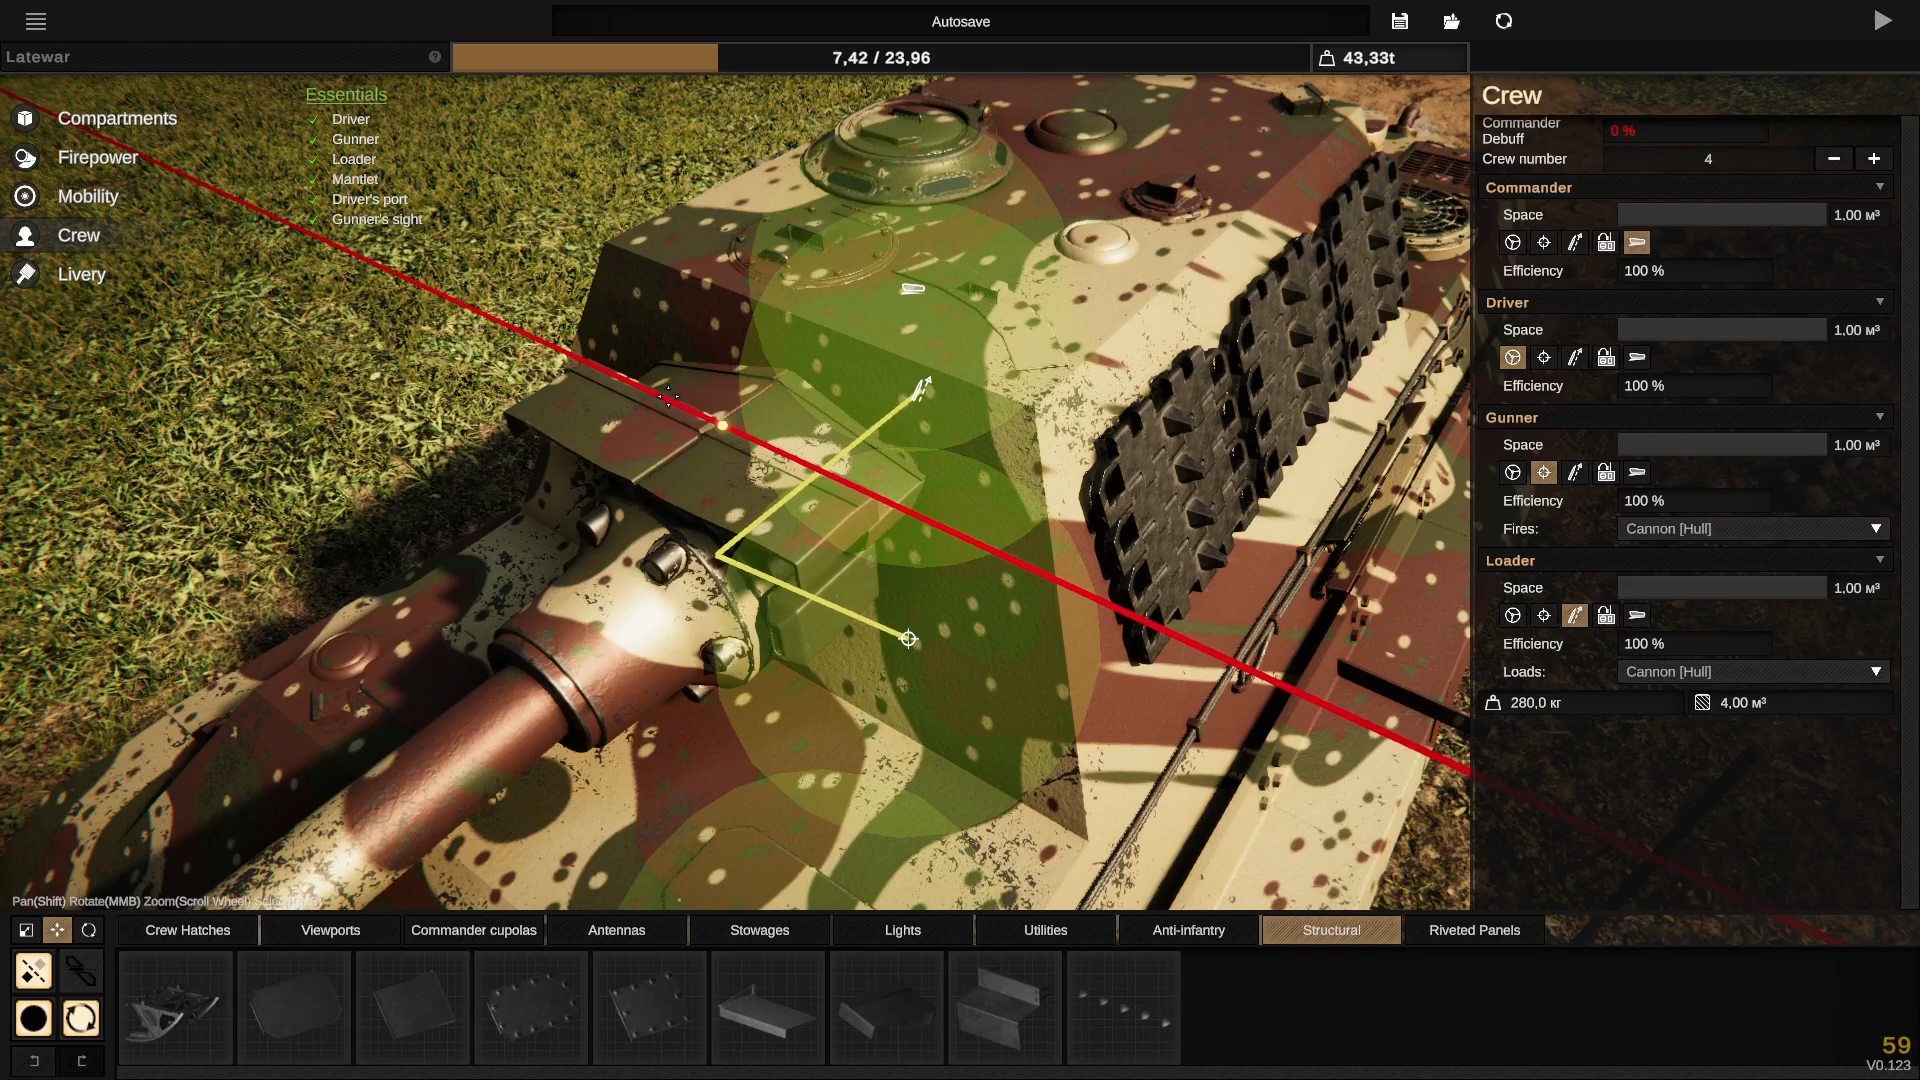 Autosave
Latewar
7,42 / 23,96
43,33t
Compartments
Firepower
Mobility
Crew
Livery
Essentials
Driver
Gunner
Loader
Mantlet
Driver's port
Gunner's sight
Crew
Commander
Debuff
0 %
Crew number
4
Commander
Space
1,00 м³
Efficiency
100 %
Driver
Space
1,00 м³
Efficiency
100 %
Gunner
Space
1,00 м³
Efficiency
100 %
Fires:
Cannon [Hull]
Loader
Space
1,00 м³
Efficiency
100 %
Loads:
Cannon [Hull]
280,0 кг
4,00 м³
Pan(Shift) Rotate(MMB) Zoom(Scroll Wheel)
Crew Hatches
Viewports
Commander cupolas
Antennas
Stowages
Lights
Utilities
Anti-infantry
Structural
Riveted Panels
59
V0.123